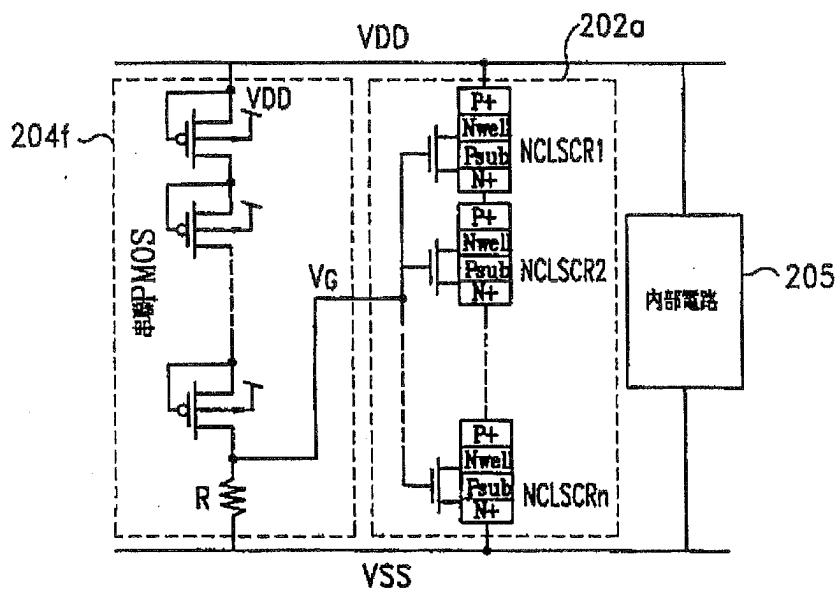 VDD
202a
204f
VDD
P+
Nwell
Psub
N+
NCLSCR1
P+
Nwell
Psub
N+
NCLSCR2
串聯PMOS
VG
205
內部電路
P+
Nwell
Psub
N+
NCLSCRn
R
VSS